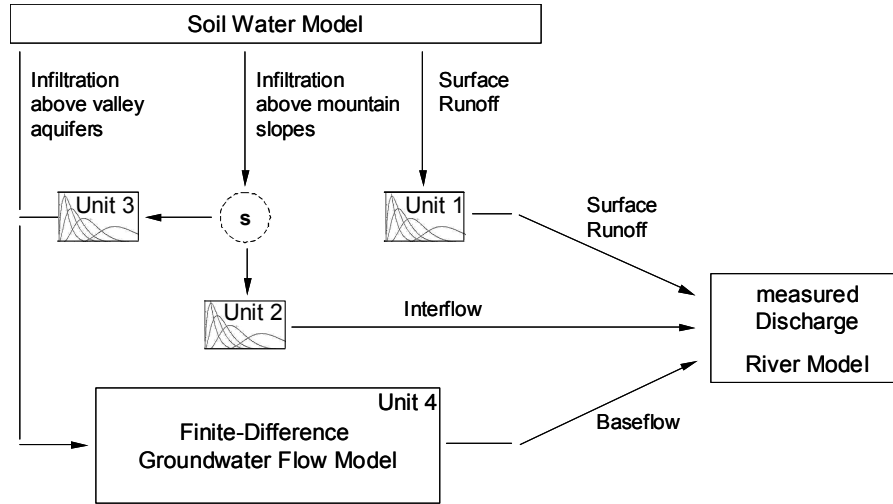 Soil Water Model
Infiltration
above valley
aquifers
Infiltration
above mountain
slopes
Surface
Runoff
Unit 3
s
Unit 1
Surface
Runoff
Unit 2
Interflow
measured
Discharge
River Model
Unit 4
Finite-Difference
Groundwater Flow Model
Baseflow